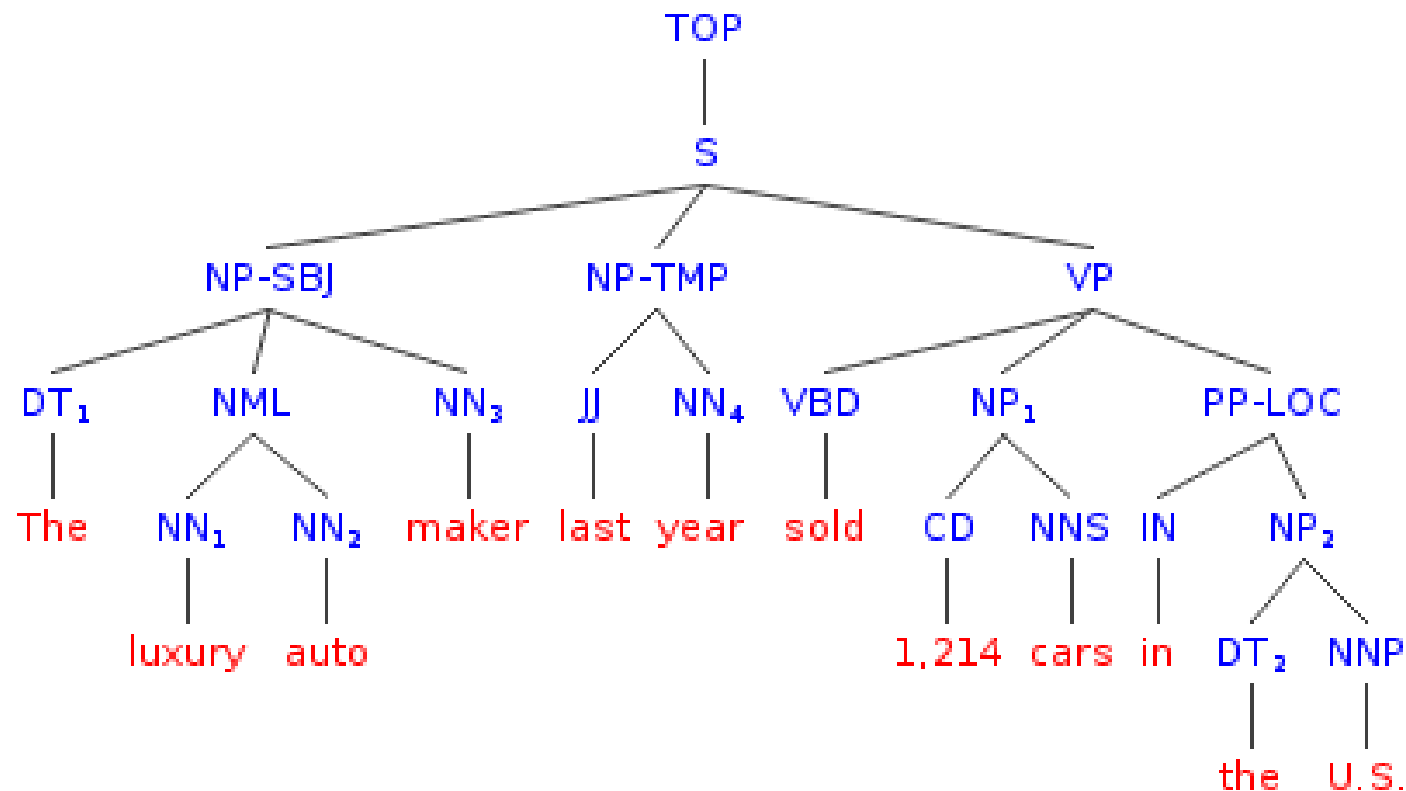 TOP
S
NP-SBJ NP-TMP VP
DT₁ NML NN₃ JJ NN₄ VBD NP₁ PP-LOC
The NN₁ NN₂ maker last year sold CD NNS IN NP₂
luxury auto 1,214 cars in DT₂ NNP
the U.S.